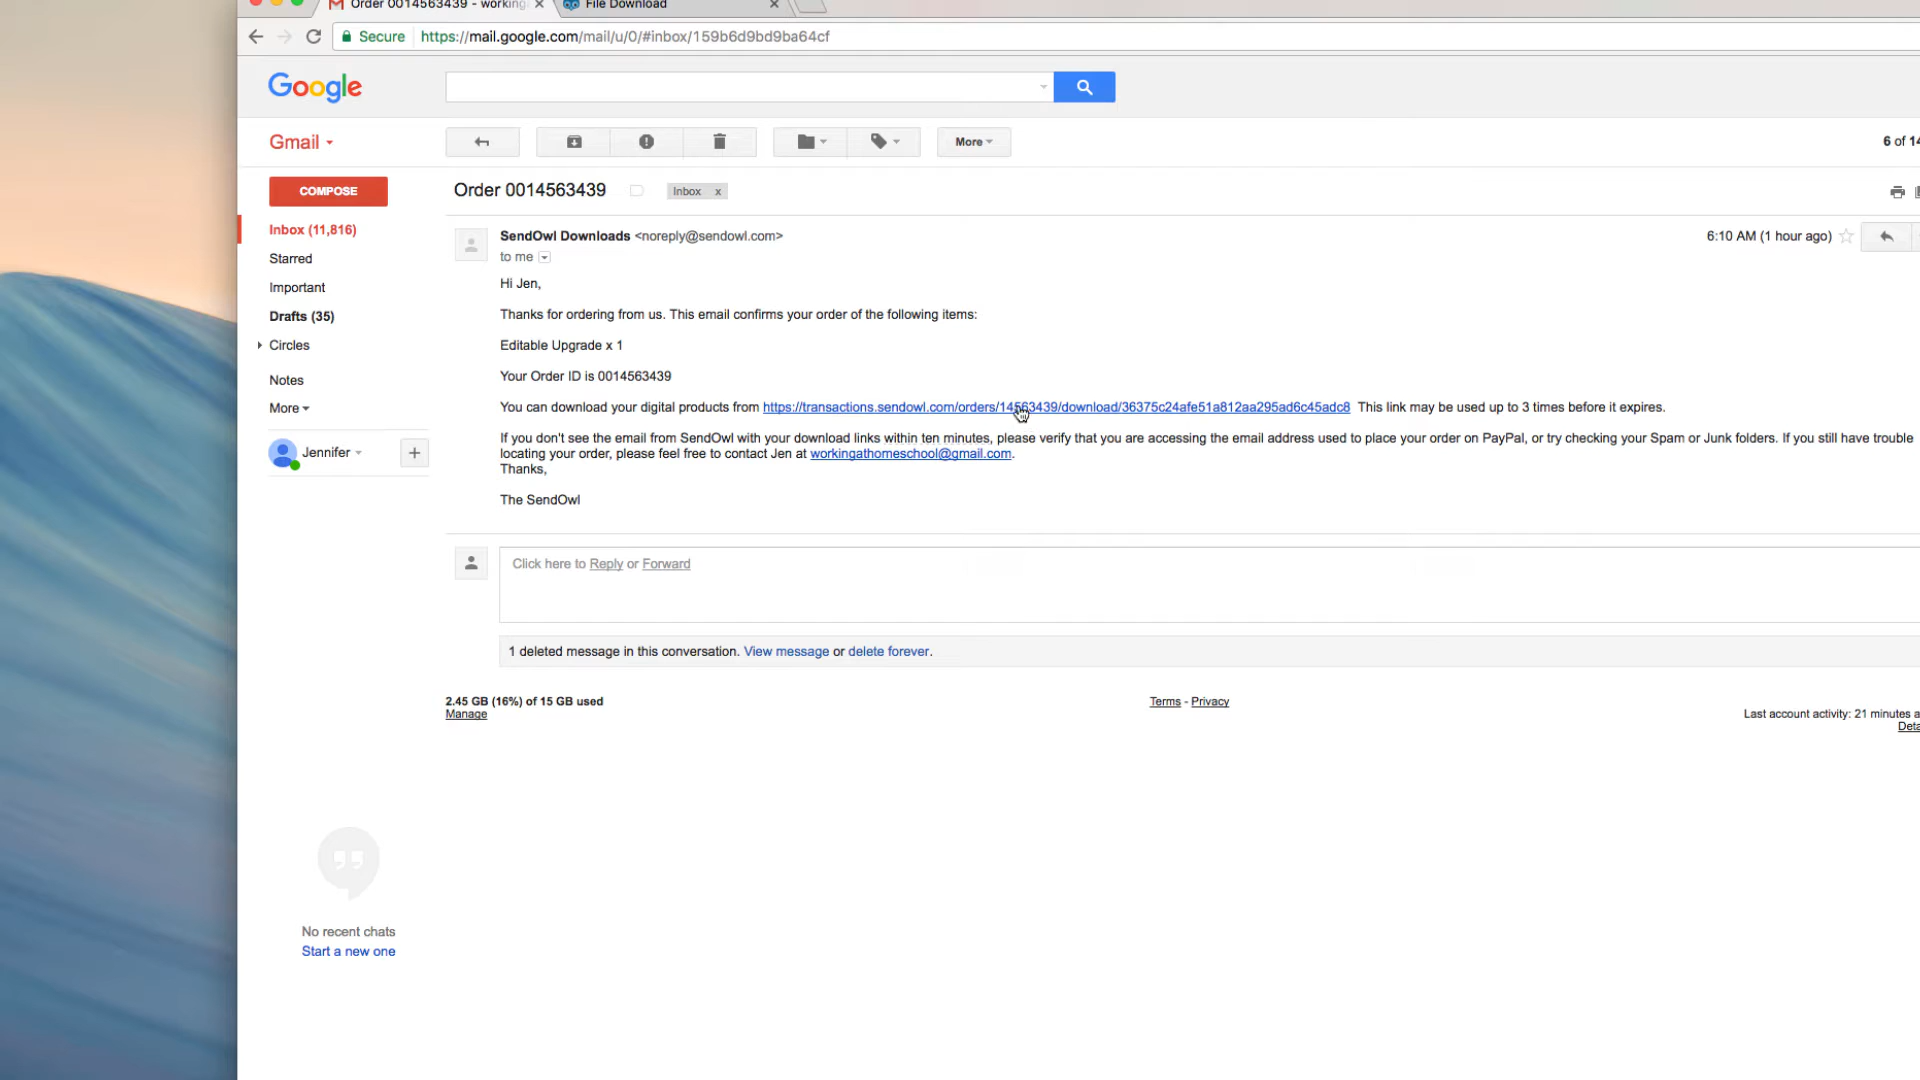 Order 0014563439 - working
File Download
Secure https://mail.google.com/mail/u/0/#inbox/159b6d9bd9ba64cf
Google
Gmail
More
6 of 14
COMPOSE
Order 0014563439
Inbox x
Inbox (11,816)
Starred
Important
Drafts (35)
Circles
Notes
More
Jennifer
SendOwl Downloads <noreply@sendowl.com>
6:10 AM (1 hour ago)
to me
Hi Jen,
Thanks for ordering from us. This email confirms your order of the following items:
Editable Upgrade x 1
Your Order ID is 0014563439
You can download your digital products from https://transactions.sendowl.com/orders/14563439/download/36375c24afe51a812aa295ad6c45adc8 This link may be used up to 3 times before it expires.
If you don't see the email from SendOwl with your download links within ten minutes, please verify that you are accessing the email address used to place your order on PayPal, or try checking your Spam or Junk folders. If you still have trouble
locating your order, please feel free to contact Jen at workingathomeschool@gmail.com.
Thanks,
The SendOwl
Click here to Reply or Forward
1 deleted message in this conversation. View message or delete forever.
2.45 GB (16%) of 15 GB used
Manage
Terms - Privacy
Last account activity: 21 minutes a
Deta
No recent chats
Start a new one